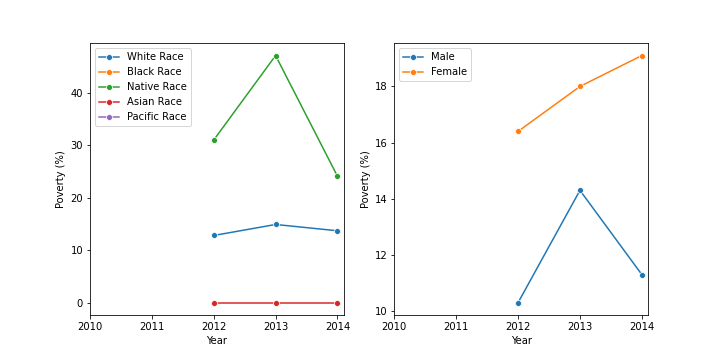 White Race
Black Race
Native Race
Asian Race
Pacific Race
40
30
20
10
0
Poverty (%)
2010 2011 2012 2013 2014
Year
Male
Female
18
16
14
12
10
Poverty (%)
2010 2011 2012 2013 2014
Year